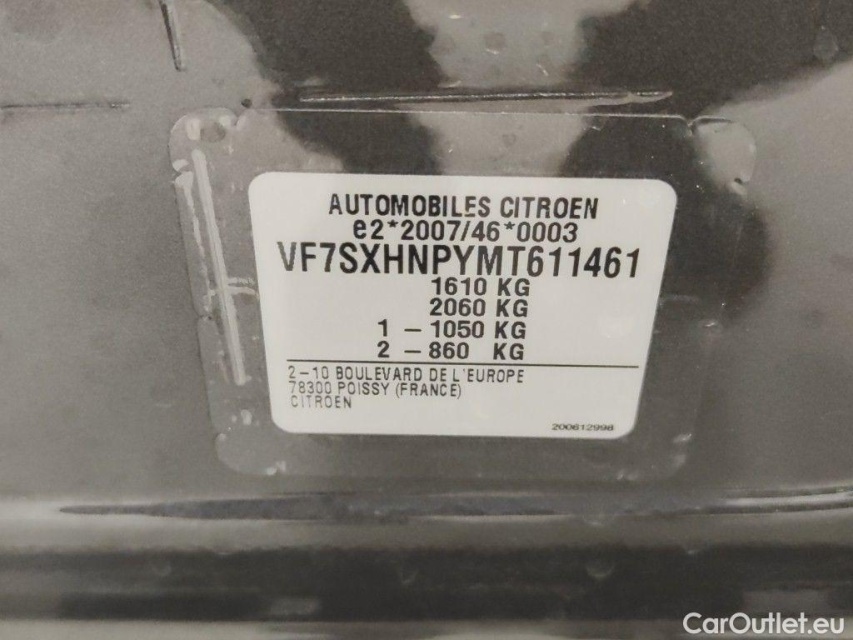 AUTOMOBILES CITROEN
e2*2007/46*0003
VF7SXHNPYMT611461
1610 KG
2060 KG
1 – 1050 KG
2 – 860 KG
2–10 BOULEVARD DE L'EUROPE
78300 POISSY (FRANCE)
CITROEN
200612998
CarOutlet.eu